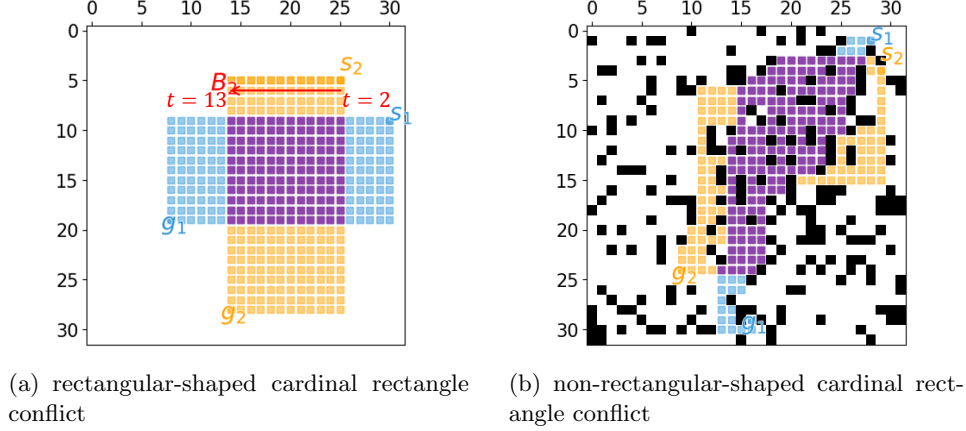 0 5 10 15 20 25 30
0 5 10 15 20 25 30
0
5
10
15
20
25
30
s₂
B₂
t = 13
t = 2
s₁
g₁
g₂
0
5
10
15
20
25
30
s₁
s₂
g₂
g₁
(a) rectangular-shaped cardinal rectangle
conflict
(b) non-rectangular-shaped cardinal rect-
angle conflict